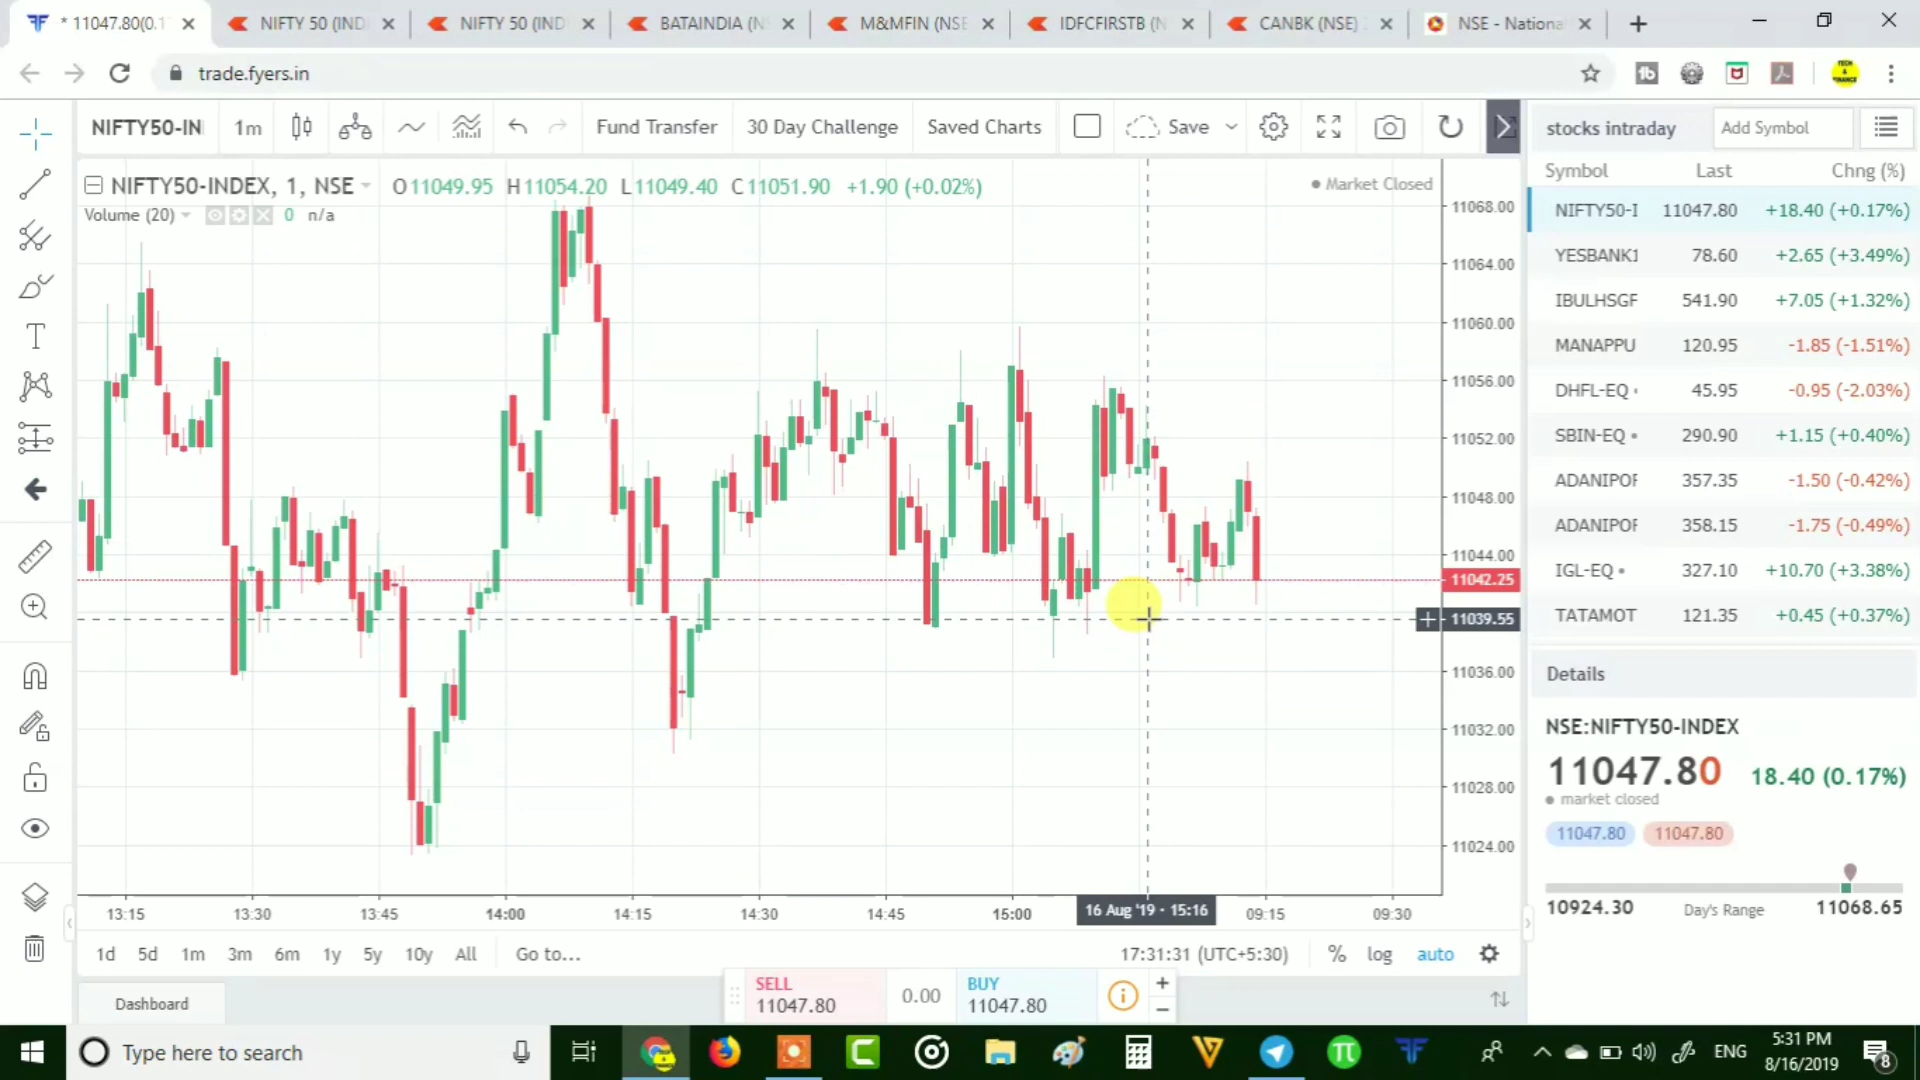 * 11047.80(0.1
NIFTY 50 (IND
NIFTY 50 (IND
BATAINDIA (N
M&MFIN (NSE
IDFCFIRSTB (N
CANBK (NSE)
NSE - Nationa
trade.fyers.in
NIFTY50-IN
1m
Fund Transfer
30 Day Challenge
Saved Charts
Save
NIFTY50-INDEX, 1, NSE
O11049.95 H11054.20 L11049.40 C11051.90 +1.90 (+0.02%)
Market Closed
Volume (20)
0 n/a
11068.00
11064.00
11060.00
11056.00
11052.00
11048.00
11044.00
11042.25
11039.55
11036.00
11032.00
11028.00
11024.00
13:15
13:30
13:45
14:00
14:15
14:30
14:45
15:00
16 Aug '19 · 15:16
09:15
09:30
1d 5d 1m 3m 6m 1y 5y 10y All
Go to...
17:31:31 (UTC+5:30)
% log auto
Dashboard
SELL
11047.80
0.00
BUY
11047.80
stocks intraday
Add Symbol
Symbol Last Chng (%)
NIFTY50-I 11047.80 +18.40 (+0.17%)
YESBANK1 78.60 +2.65 (+3.49%)
IBULHSGF 541.90 +7.05 (+1.32%)
MANAPPU 120.95 -1.85 (-1.51%)
DHFL-EQ 45.95 -0.95 (-2.03%)
SBIN-EQ 290.90 +1.15 (+0.40%)
ADANIPOF 357.35 -1.50 (-0.42%)
ADANIPOF 358.15 -1.75 (-0.49%)
IGL-EQ 327.10 +10.70 (+3.38%)
TATAMOT 121.35 +0.45 (+0.37%)
Details
NSE:NIFTY50-INDEX
11047.80 18.40 (0.17%)
market closed
11047.80 11047.80
10924.30 Day's Range 11068.65
Type here to search
ENG
5:31 PM
8/16/2019
8